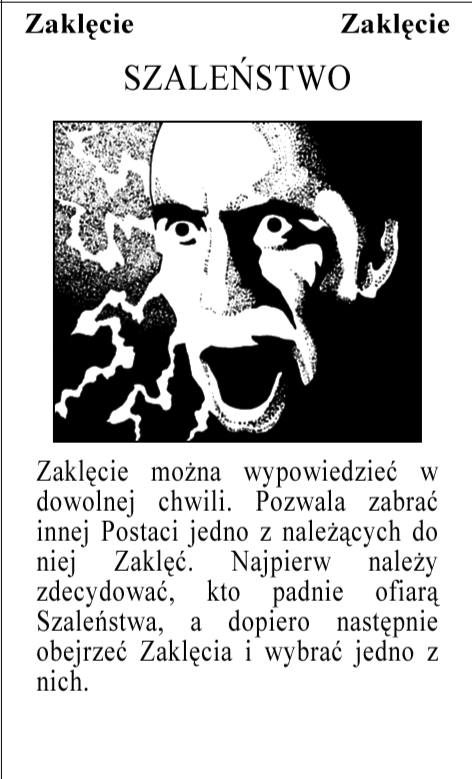 Zaklęcie Zaklęcie
SZALEŃSTWO
Zaklęcie można wypowiedzieć w
dowolnej chwili. Pozwala zabrać
innej Postaci jedno z należących do
niej Zaklęć. Najpierw należy
zdecydować, kto padnie ofiarą
Szaleństwa, a dopiero następnie
obejrzeć Zaklęcia i wybrać jedno z
nich.